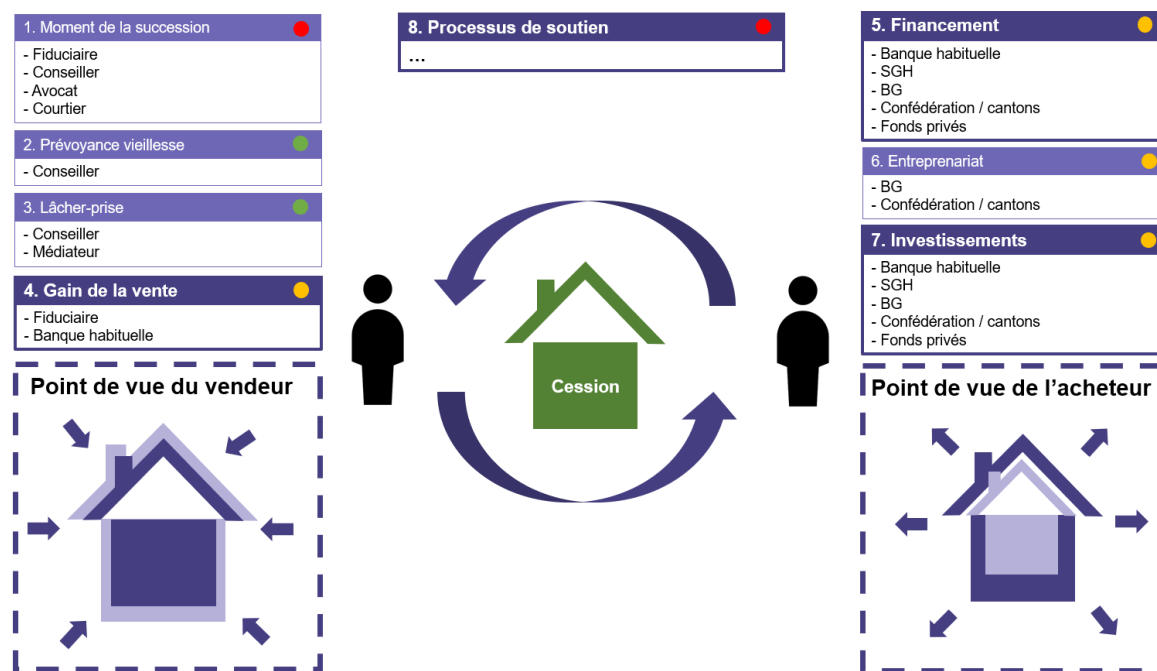 1. Moment de la succession
- Fiduciaire
- Conseiller
- Avocat
- Courtier
2. Prévoyance vieillesse
- Conseiller
3. Lâcher-prise
- Conseiller
- Médiateur
4. Gain de la vente
- Fiduciaire
- Banque habituelle
Point de vue du vendeur
8. Processus de soutien
...
Cession
5. Financement
- Banque habituelle
- SGH
- BG
- Confédération / cantons
- Fonds privés
6. Entreprenariat
- BG
- Confédération / cantons
7. Investissements
- Banque habituelle
- SGH
- BG
- Confédération / cantons
- Fonds privés
Point de vue de l'acheteur